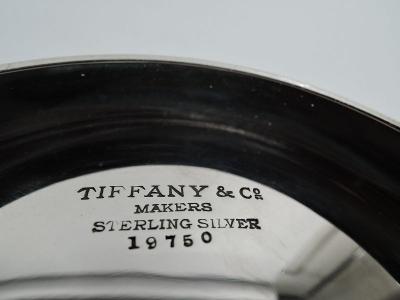 TIFFANY & Co
MAKERS
STERLING SILVER
19750